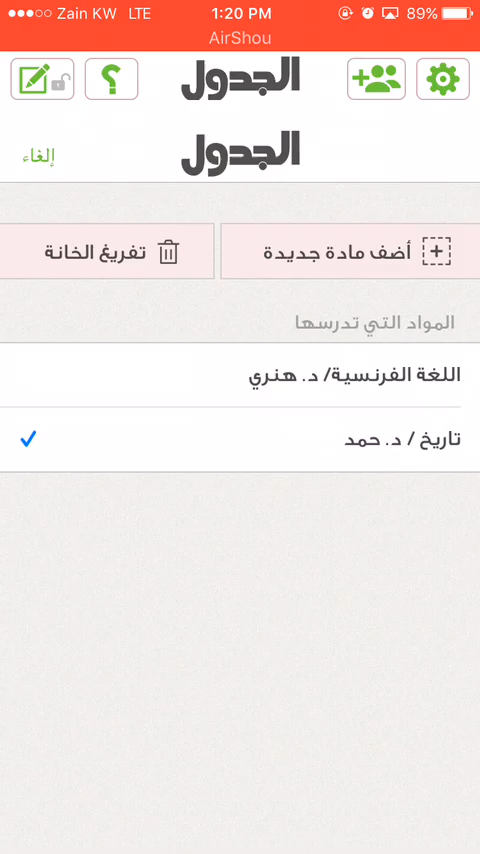 Zain KW LTE 1:20 PM 89%
AirShou
الجدول
الجدول
إلغاء
أضف مادة جديدة
تفريغ الخانة
المواد التي تدرسها
اللغة الفرنسية/ د. هنري
تاريخ / د. حمد